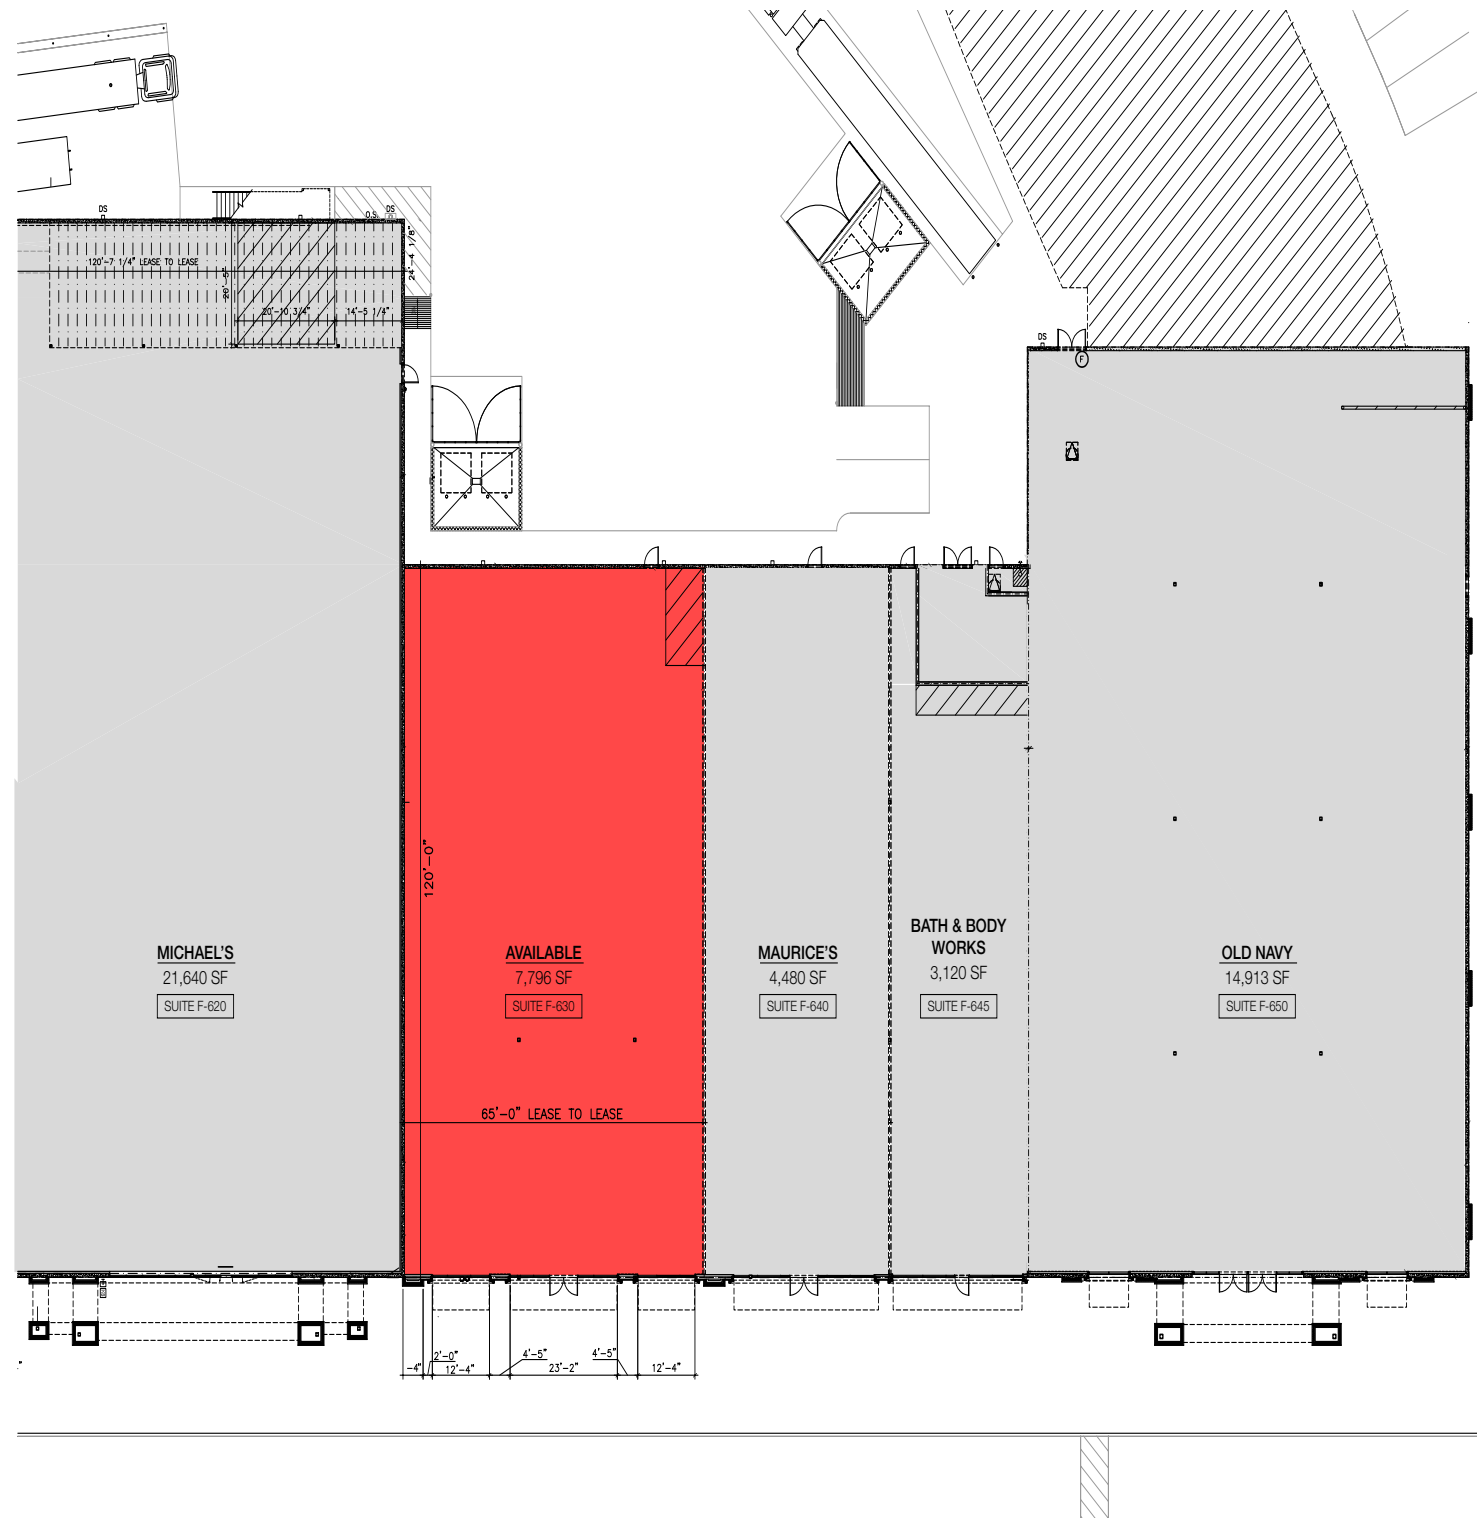 DS
O.S.
DS
120'-7 1/4" LEASE TO LEASE
24'-4 1/8"
20'-10 3/4"
14'-5 1/4"
DS
F
120'-0"
MICHAEL'S
21,640 SF
SUITE F-620
AVAILABLE
7,796 SF
SUITE F-630
MAURICE'S
4,480 SF
SUITE F-640
BATH & BODY
WORKS
3,120 SF
SUITE F-645
OLD NAVY
14,913 SF
SUITE F-650
65'-0" LEASE TO LEASE
-4"
2'-0"
12'-4"
4'-5"
23'-2"
4'-5"
12'-4"